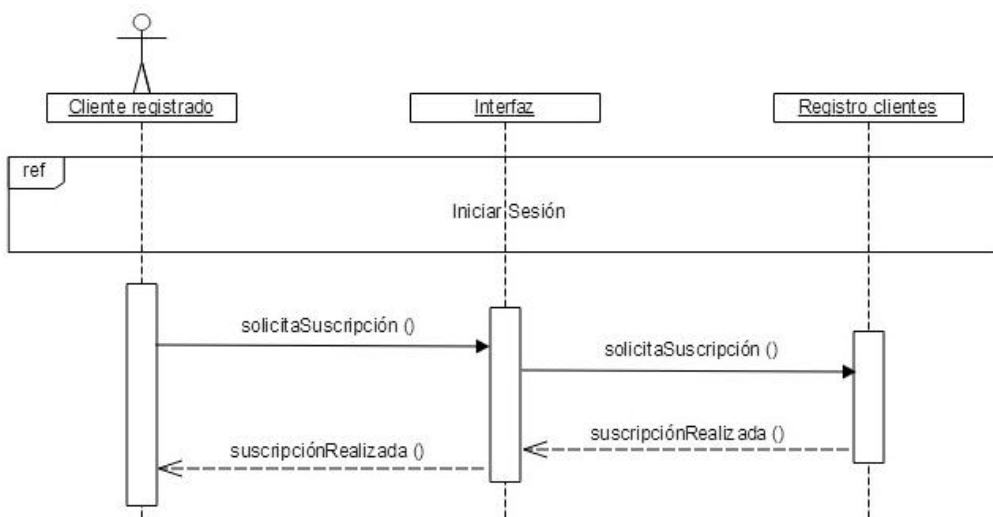 Cliente registrado
Interfaz
Registro clientes
ref
Iniciar Sesión
solicitaSuscripción ()
solicitaSuscripción ()
suscripciónRealizada ()
suscripciónRealizada ()